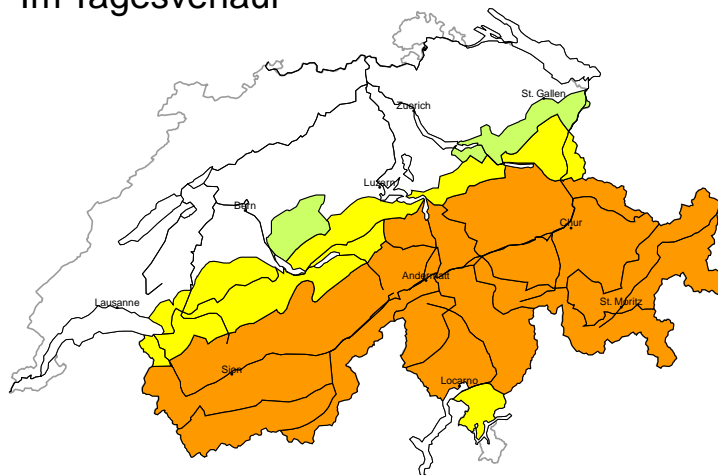 im Tagesverlauf
St. Gallen
Zuerich
Luzern
Bern
Chur
Andermatt
Lausanne
St. Moritz
Sion
Locarno